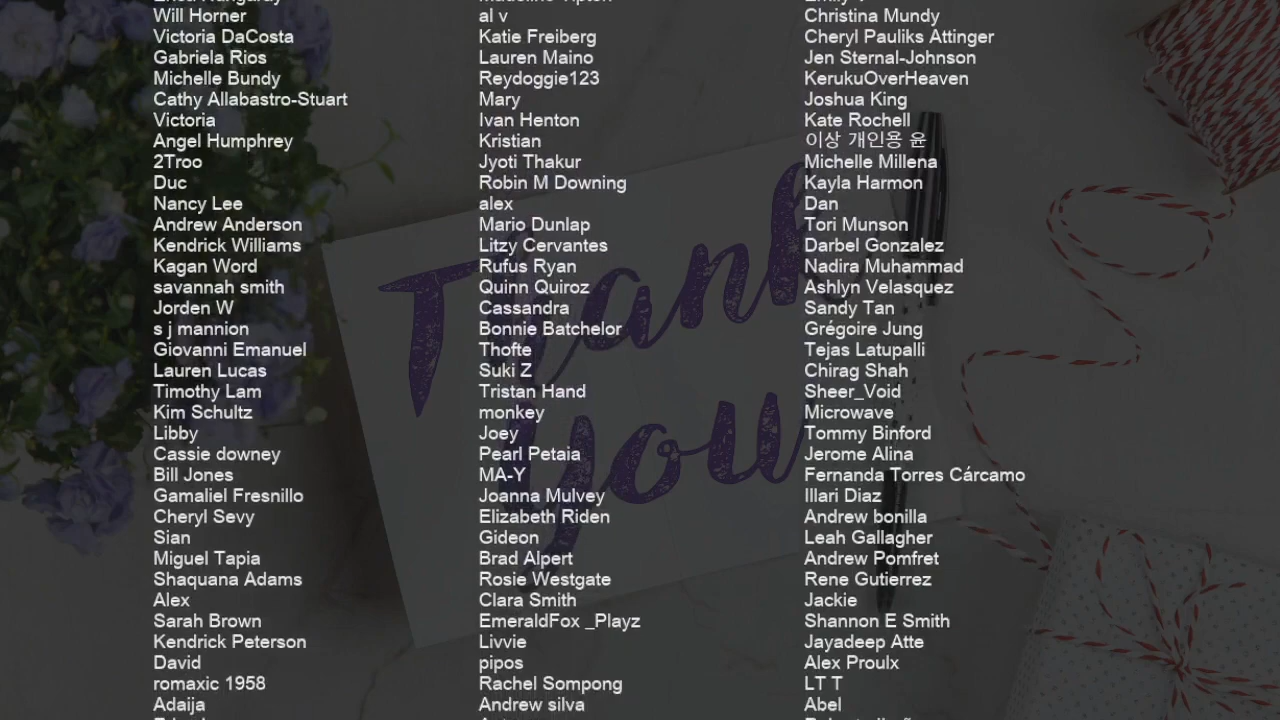 Will Horner
Victoria DaCosta
Gabriela Rios
Michelle Bundy
Cathy Allabastro-Stuart
Victoria
Angel Humphrey
2Troo
Duc
Nancy Lee
Andrew Anderson
Kendrick Williams
Kagan Word
savannah smith
Jorden W
s j mannion
Giovanni Emanuel
Lauren Lucas
Timothy Lam
Kim Schultz
Libby
Cassie downey
Bill Jones
Gamaliel Fresnillo
Cheryl Sevy
Sian
Miguel Tapia
Shaquana Adams
Alex
Sarah Brown
Kendrick Peterson
David
romaxic 1958
Adaija
al v
Katie Freiberg
Lauren Maino
Reydoggie123
Mary
Ivan Henton
Kristian
Jyoti Thakur
Robin M Downing
alex
Mario Dunlap
Litzy Cervantes
Rufus Ryan
Quinn Quiroz
Cassandra
Bonnie Batchelor
Thofte
Suki Z
Tristan Hand
monkey
Joey
Pearl Petaia
MA-Y
Joanna Mulvey
Elizabeth Riden
Gideon
Brad Alpert
Rosie Westgate
Clara Smith
EmeraldFox _Playz
Livvie
pipos
Rachel Sompong
Andrew silva
Christina Mundy
Cheryl Pauliks Attinger
Jen Sternal-Johnson
KerukuOverHeaven
Joshua King
Kate Rochell
이상 개인용 윤
Michelle Millena
Kayla Harmon
Dan
Tori Munson
Darbel Gonzalez
Nadira Muhammad
Ashlyn Velasquez
Sandy Tan
Grégoire Jung
Tejas Latupalli
Chirag Shah
Sheer_Void
Microwave
Tommy Binford
Jerome Alina
Fernanda Torres Cárcamo
Illari Diaz
Andrew bonilla
Leah Gallagher
Andrew Pomfret
Rene Gutierrez
Jackie
Shannon E Smith
Jayadeep Atte
Alex Proulx
LT T
Abel
Thank
you